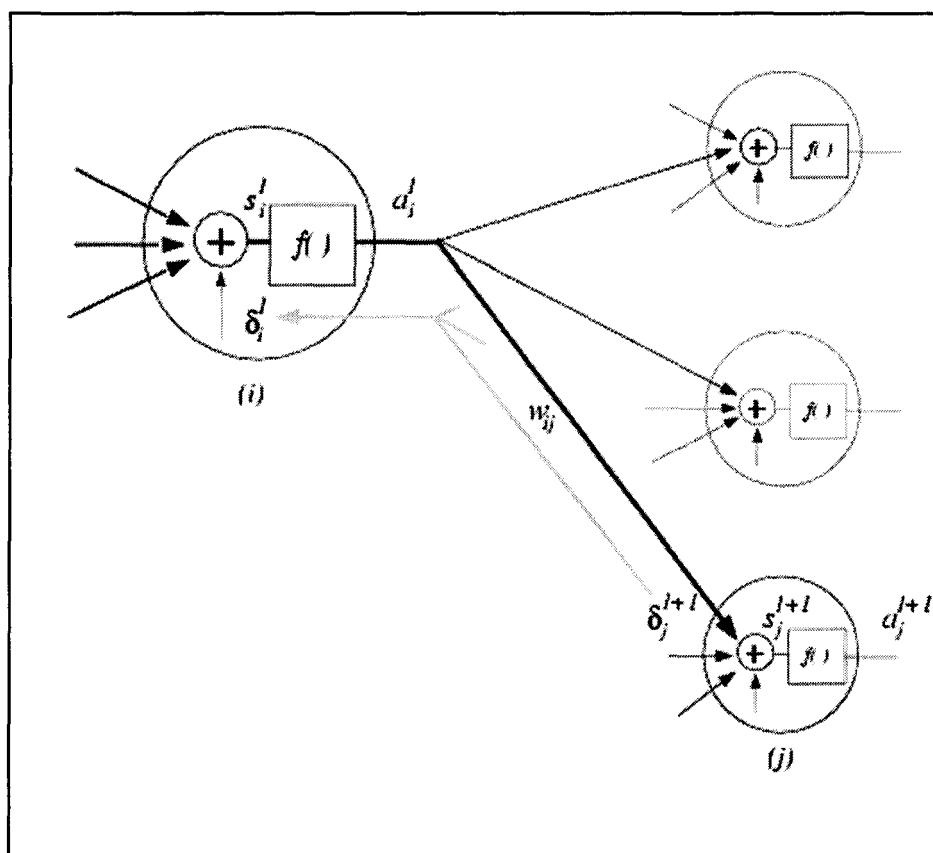 f( )
s_i^l
a_i^l
+
f( )
+
δ_i^l
(i)
w_ij
+
f( )
δ_j^{l+1}
s_j^{l+1}
a_j^{l+1}
+
f( )
(j)